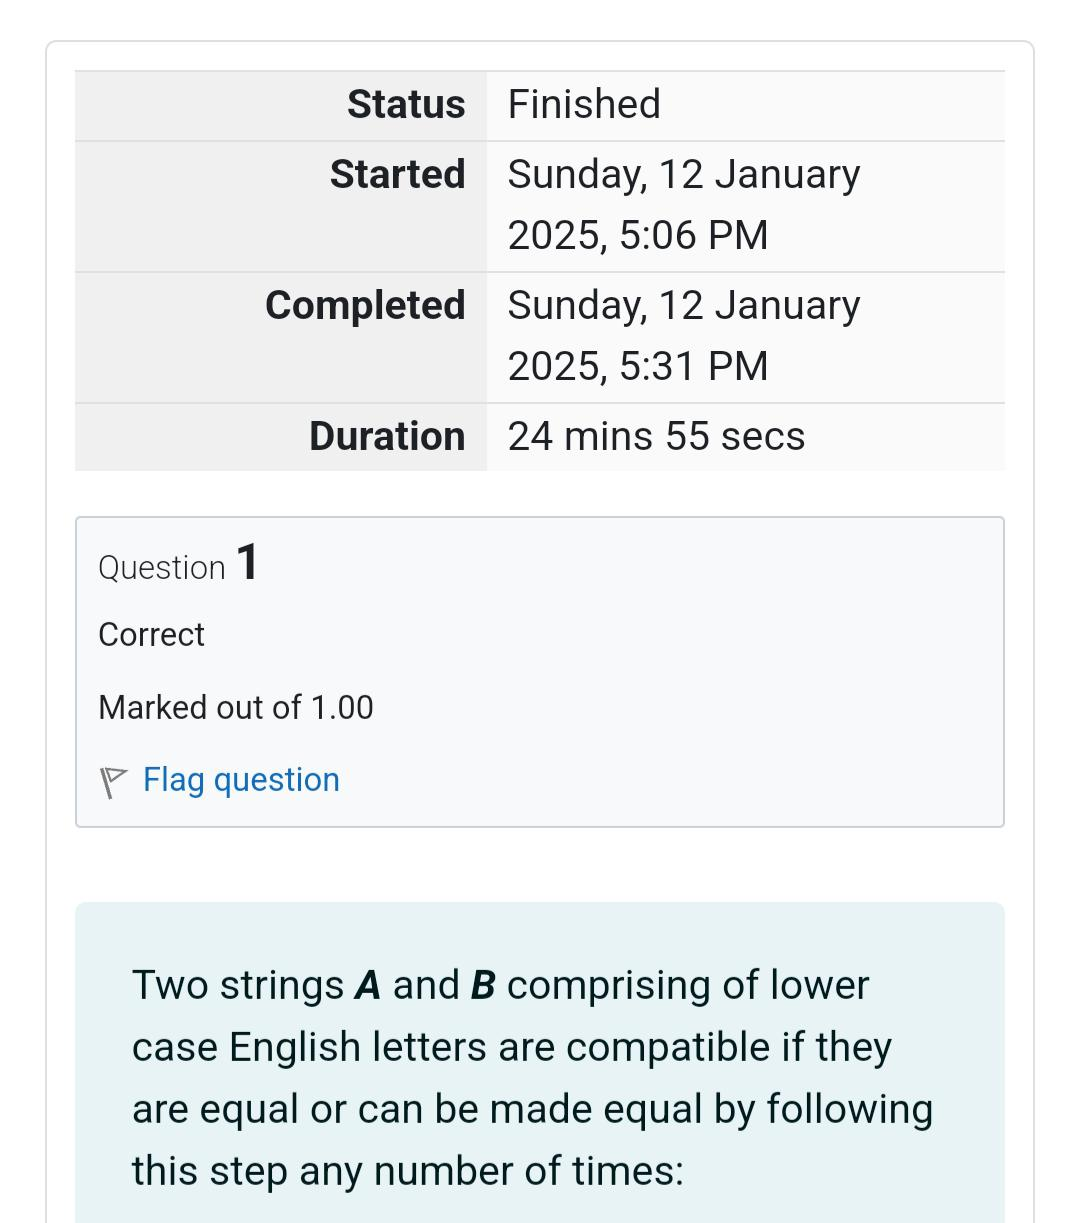 Status Finished
Started Sunday, 12 January
2025, 5:06 PM
Completed Sunday, 12 January
2025, 5:31 PM
Duration 24 mins 55 secs
Question 1
Correct
Marked out of 1.00
Flag question
Two strings A and B comprising of lower
case English letters are compatible if they
are equal or can be made equal by following
this step any number of times: